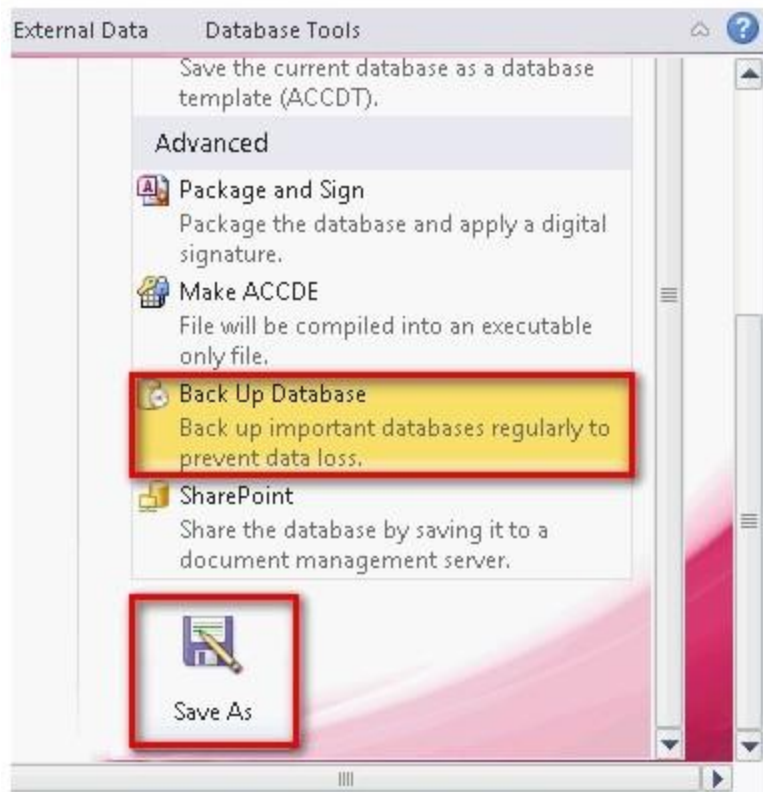 External Data Database Tools
Save the current database as a database
template (ACCDT).
Advanced
Package and Sign
Package the database and apply a digital
signature.
Make ACCDE
File will be compiled into an executable
only file.
Back Up Database
Back up important databases regularly to
prevent data loss.
SharePoint
Share the database by saving it to a
document management server.
Save As